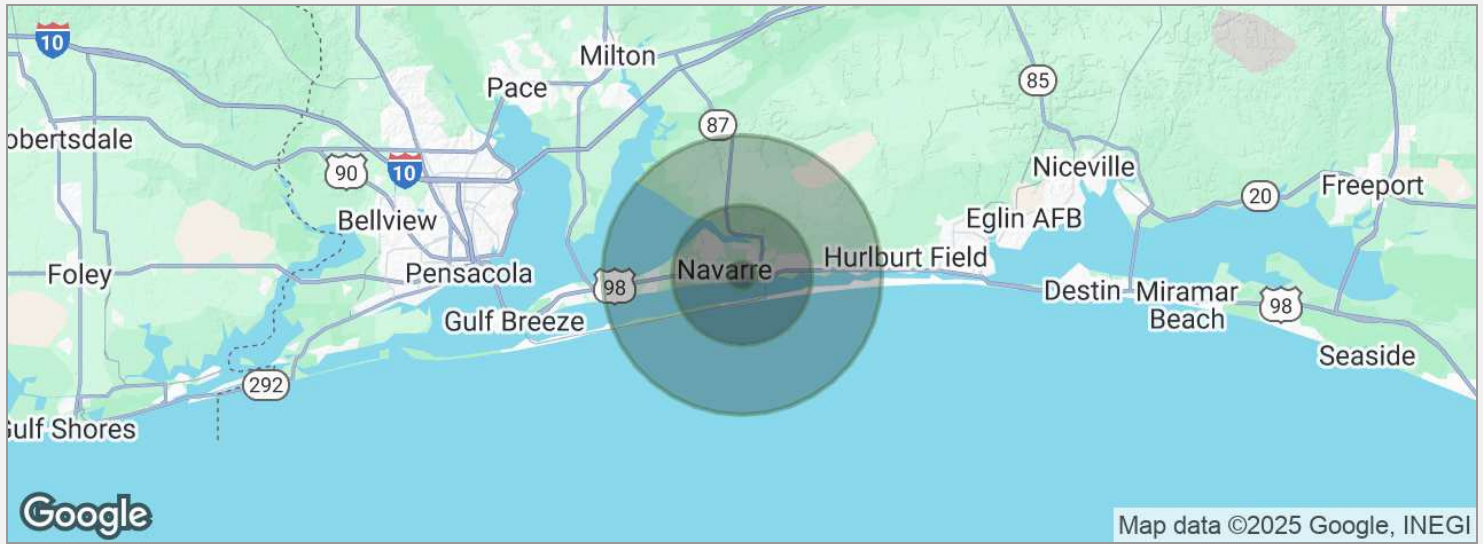 10
Milton
Pace
85
87
obertsdale
90
10
Niceville
20
Freeport
Bellview
Eglin AFB
Hurlburt Field
Foley
Pensacola
Navarre
98
Destin
Miramar
Beach
98
Gulf Breeze
Seaside
292
Gulf Shores
Google
Map data ©2025 Google, INEGI